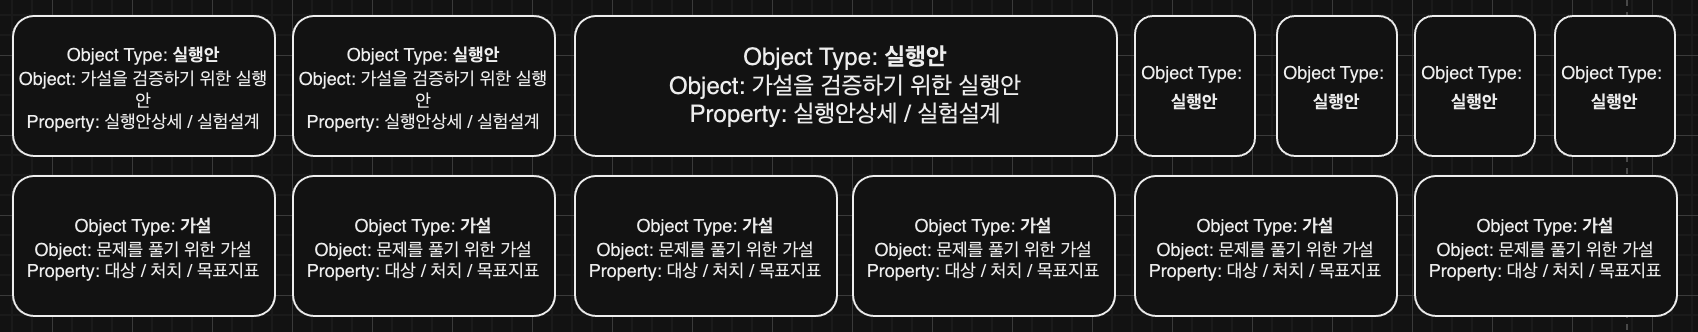 Object Type: 실행안
Object: 가설을 검증하기 위한 실행
안
Property: 실행안상세 / 실험설계
Object Type: 실행안
Object: 가설을 검증하기 위한 실행
안
Property: 실행안상세 / 실험설계
Object Type: 실행안
Object: 가설을 검증하기 위한 실행안
Property: 실행안상세 / 실험설계
Object Type:
실행안
Object Type:
실행안
Object Type:
실행안
Object Type:
실행안
Object Type: 가설
Object: 문제를 풀기 위한 가설
Property: 대상 / 처치 / 목표지표
Object Type: 가설
Object: 문제를 풀기 위한 가설
Property: 대상 / 처치 / 목표지표
Object Type: 가설
Object: 문제를 풀기 위한 가설
Property: 대상 / 처치 / 목표지표
Object Type: 가설
Object: 문제를 풀기 위한 가설
Property: 대상 / 처치 / 목표지표
Object Type: 가설
Object: 문제를 풀기 위한 가설
Property: 대상 / 처치 / 목표지표
Object Type: 가설
Object: 문제를 풀기 위한 가설
Property: 대상 / 처치 / 목표지표